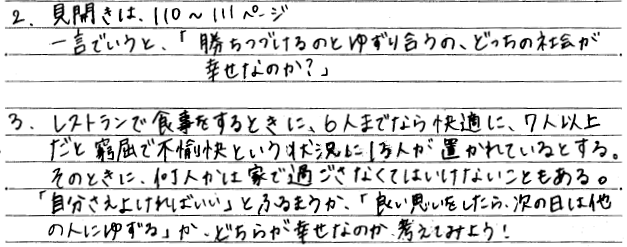 2. 見開きは、110～111ページ
一言でいうと、「勝ちつづけるのとゆずり合うの、どっちの社会が
幸せなのか？」
3. レストランで食事をするときに、6人までなら快適に、7人以上
だと窮屈で不愉快という状況に1万人が置かれているとする。
そのときに、何人かは家で過ごさなくてはいけないこともある。
「自分さえよければいい」とふるまうか、「良い思いをしたら、次の日は他
の人にゆずる」か、どちらが幸せなのか、考えてみよう！